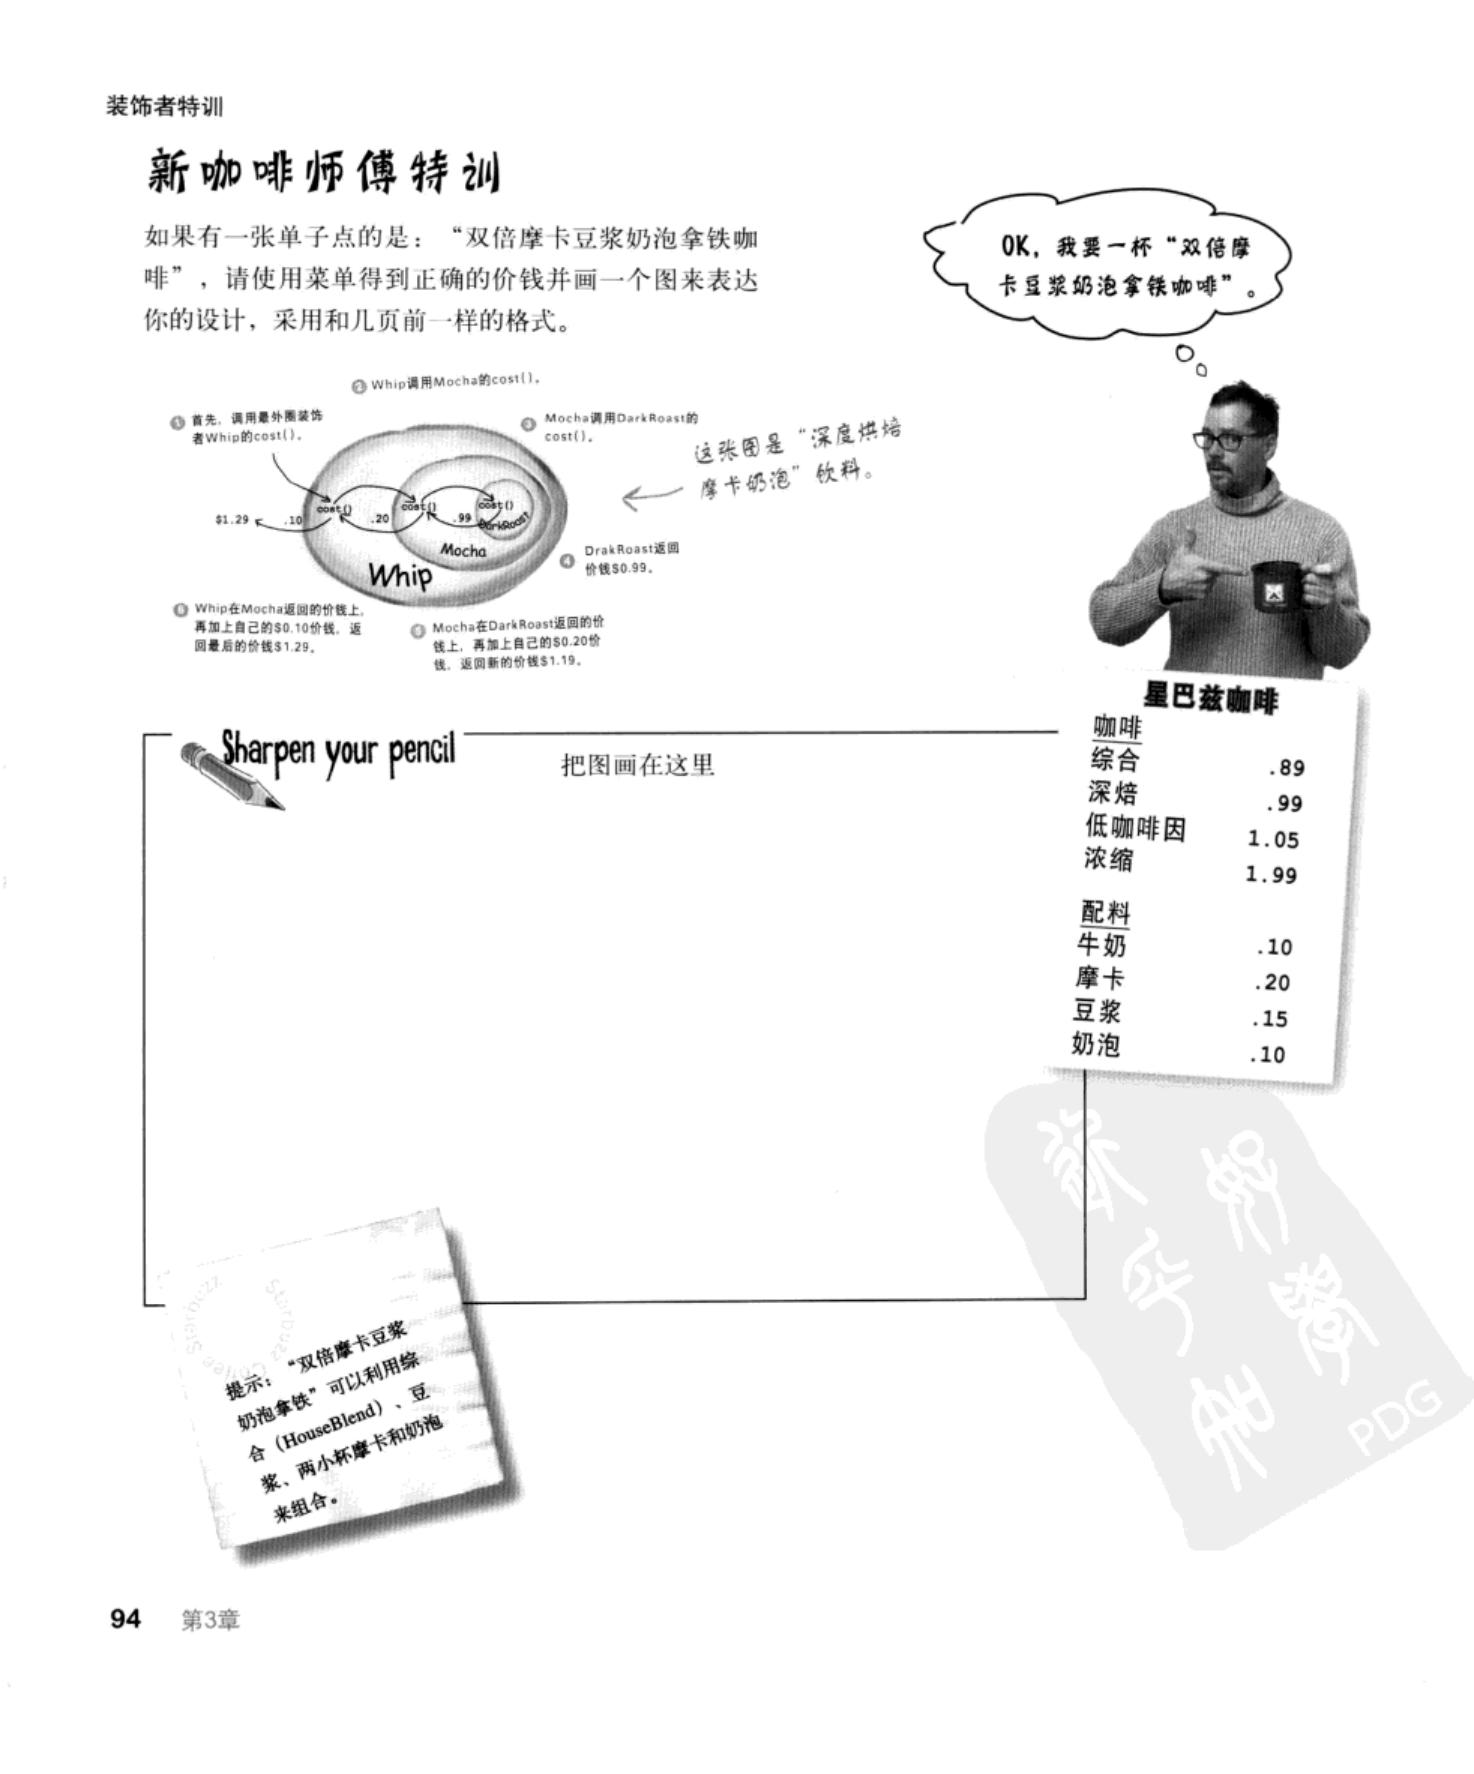 装饰者特训
新咖啡师傅特训
如果有一张单子点的是：“双倍摩卡豆浆奶泡拿铁咖
啡”，请使用菜单得到正确的价钱并画一个图来表达
你的设计，采用和几页前一样的格式。
OK，我要一杯“双倍摩
卡豆浆奶泡拿铁咖啡”。
1 首先，调用最外圈装饰
者Whip的cost()。
2 Whip调用Mocha的cost()。
3 Mocha调用DarkRoast的
cost()。
这张图是“深度烘焙
摩卡奶泡”饮料。
$1.29 .10 cost() .20 cost() .99 cost()
DarkRoast
Mocha
Whip
4 DrakRoast返回
价钱$0.99。
6 Whip在Mocha返回的价钱上，
再加上自己的$0.10价钱，返
回最后的价钱$1.29。
5 Mocha在DarkRoast返回的价
钱上，再加上自己的$0.20价
钱，返回新的价钱$1.19。
Sharpen your pencil
把图画在这里
星巴兹咖啡
咖啡
综合 .89
深焙 .99
低咖啡因 1.05
浓缩 1.99
配料
牛奶 .10
摩卡 .20
豆浆 .15
奶泡 .10
Starbuzz Coffee Starbuzz
提示：“双倍摩卡豆浆
奶泡拿铁”可以利用综
合（HouseBlend）、豆
浆、两小杯摩卡和奶泡
来组合。
PDG
94 第3章